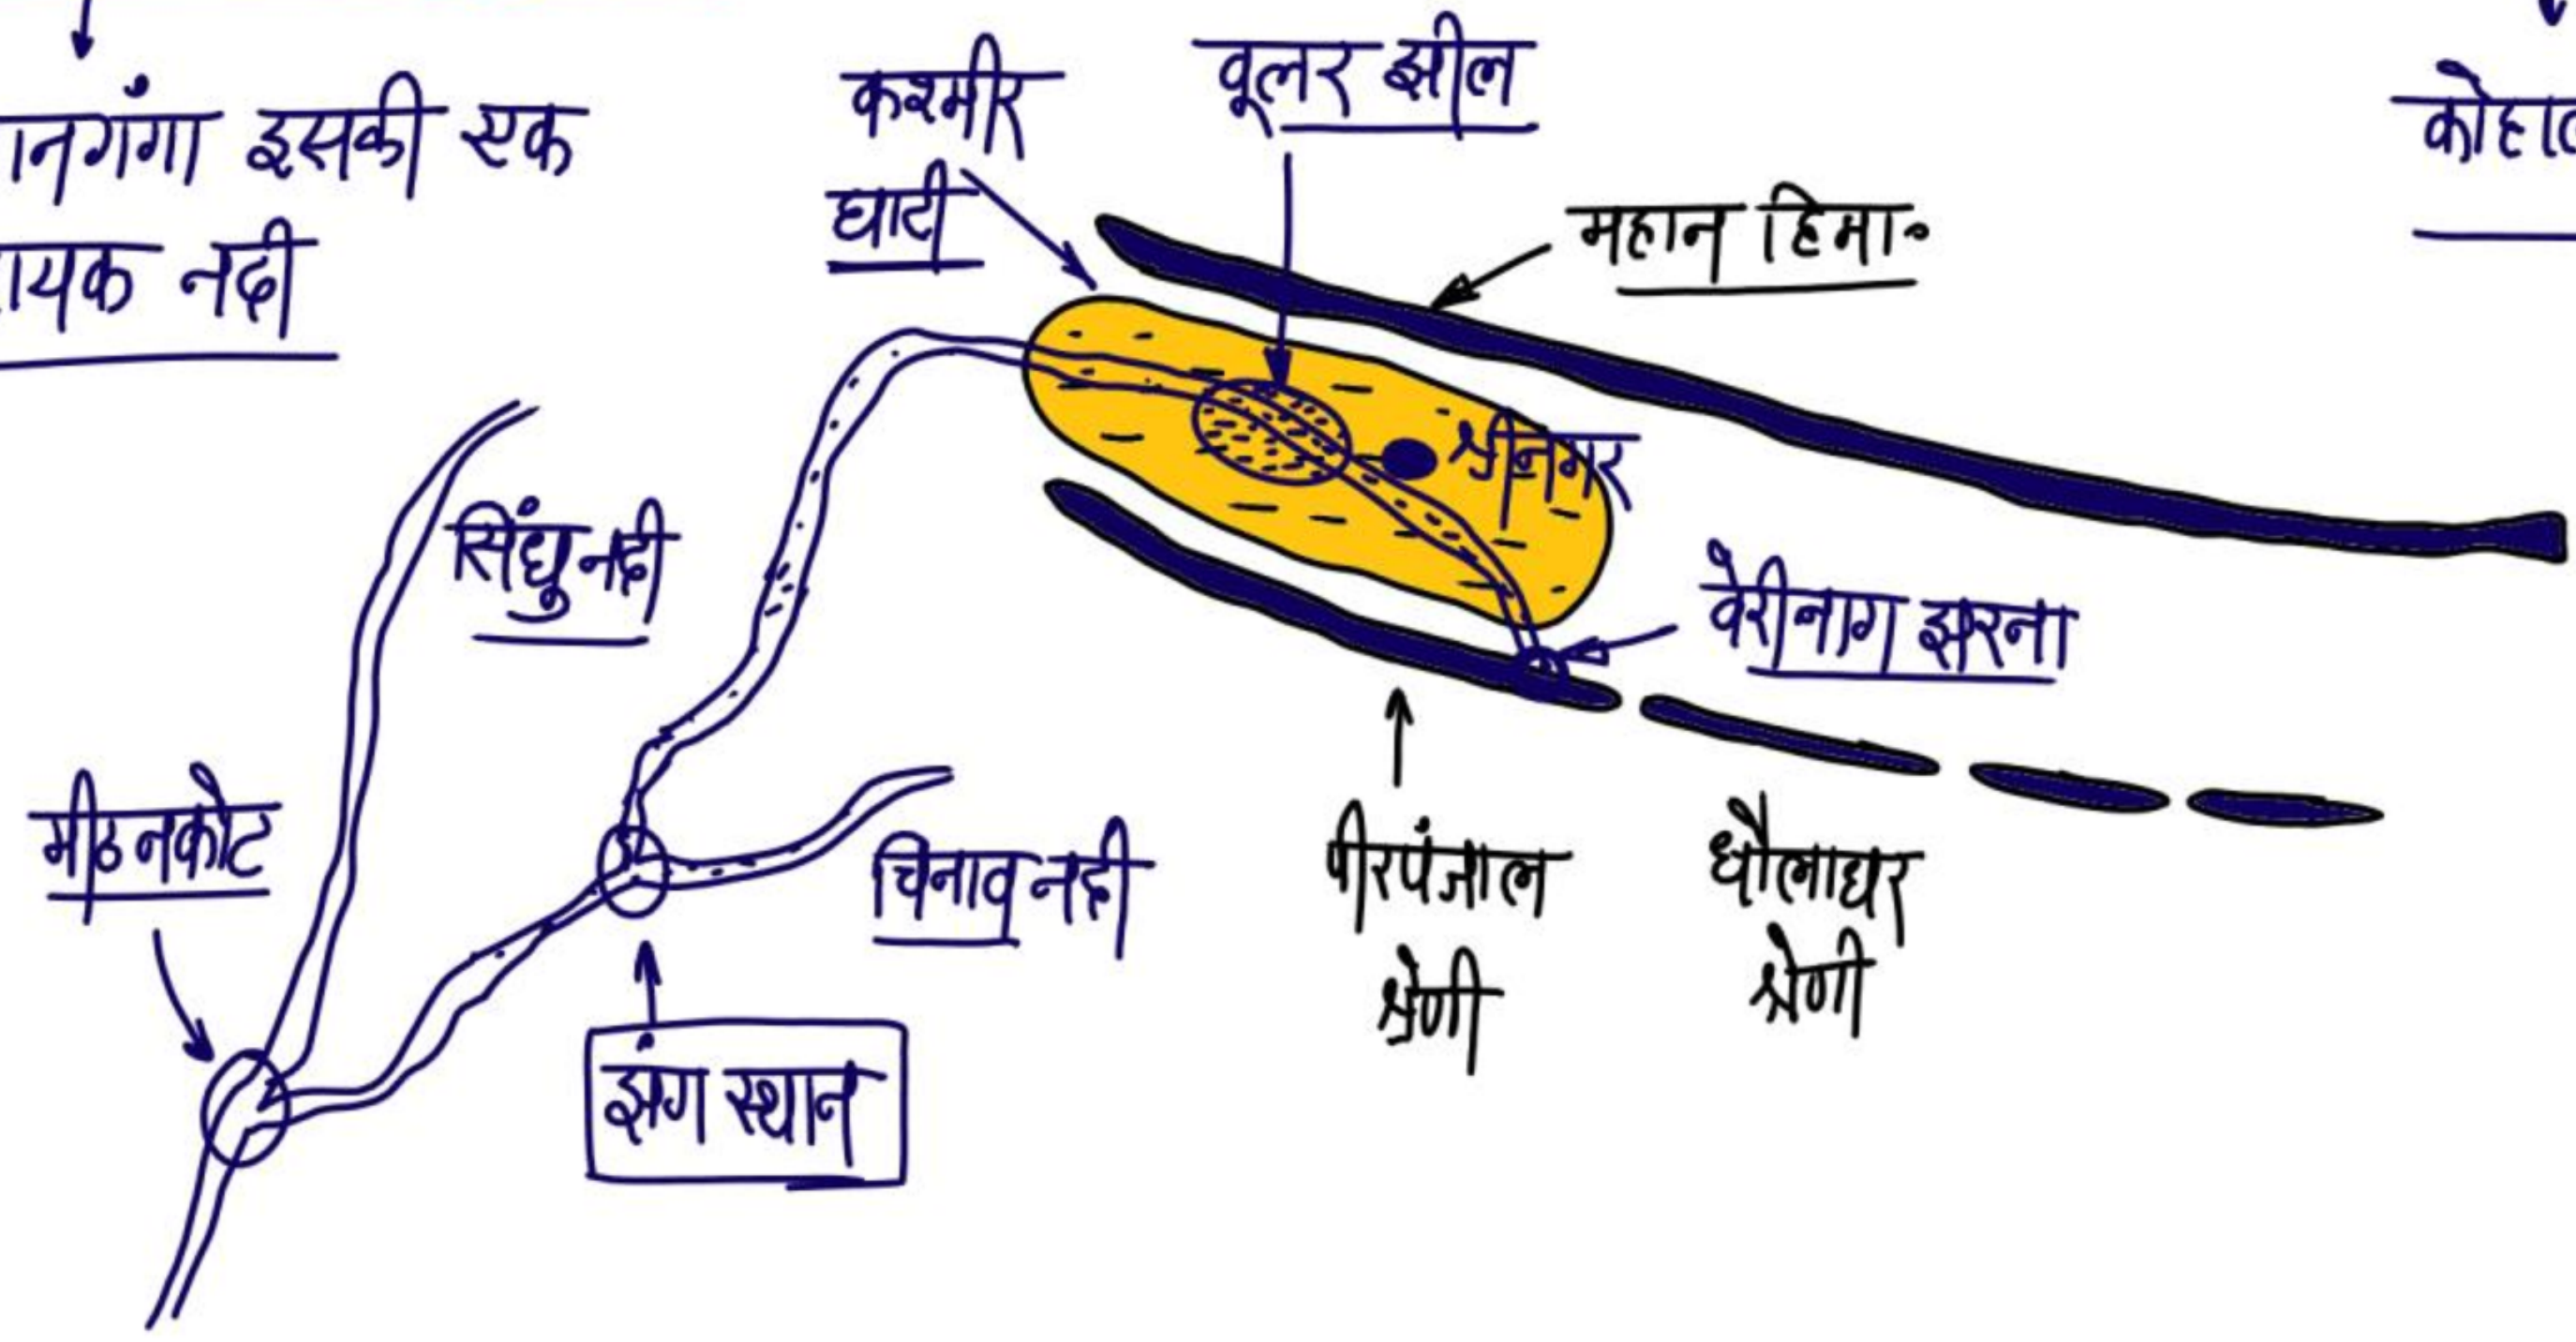 ानगंगा इसकी एक
ायक नदी
कश्मीर
घाटी
वूलर झील
महान हिमा॰
श्रीनगर
वेरीनाग झरना
सिंधु नदी
मीठनकोट
चिनाव नदी
झंग स्थान
पीरपंजाल
श्रेणी
धौलाधर
श्रेणी